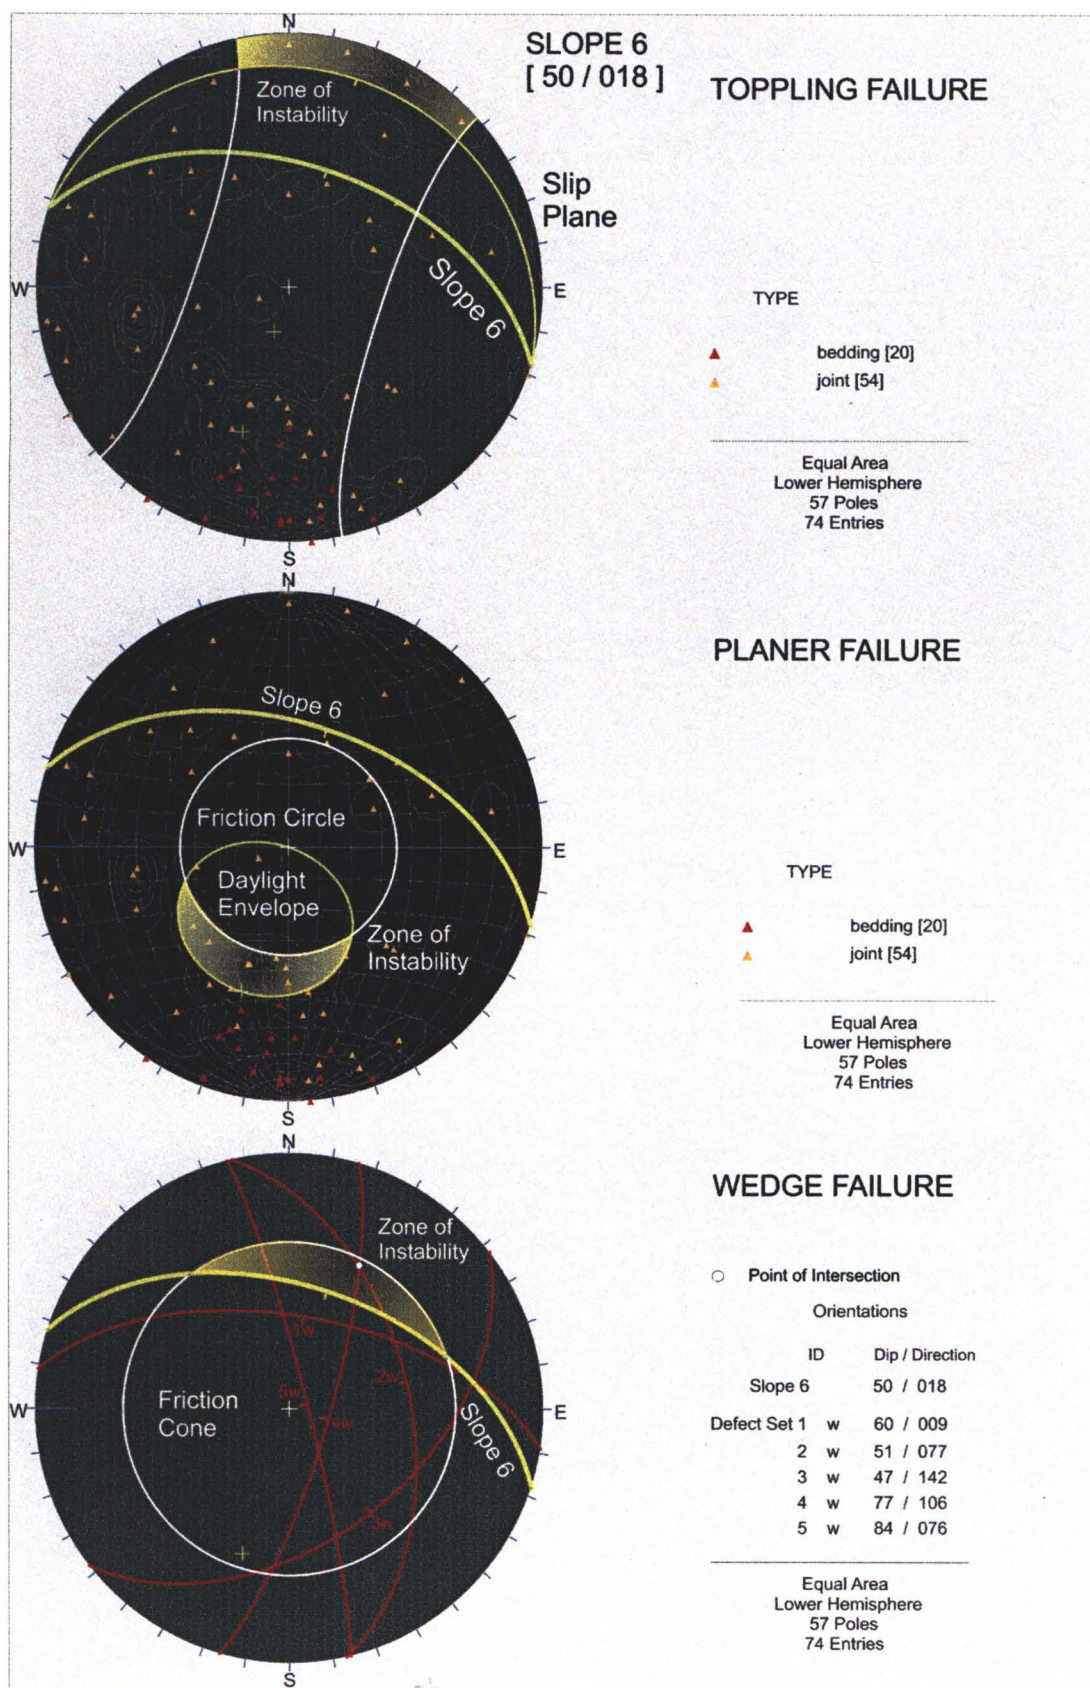 N
SLOPE 6
[ 50 / 018 ]
TOPPLING FAILURE
Zone of
Instability
Slip
Plane
Slope 6
W
E
TYPE
bedding [20]
joint [54]
Equal Area
Lower Hemisphere
57 Poles
74 Entries
S
N
PLANER FAILURE
Slope 6
Friction Circle
W
E
Daylight
Envelope
Zone of
Instability
TYPE
bedding [20]
joint [54]
Equal Area
Lower Hemisphere
57 Poles
74 Entries
S
N
WEDGE FAILURE
Zone of
Instability
Point of Intersection
Orientations
ID Dip / Direction
Slope 6 50 / 018
Defect Set 1 w 60 / 009
2 w 51 / 077
3 w 47 / 142
4 w 77 / 106
5 w 84 / 076
1w
2w
5w
4w
3w
Friction
Cone
W
E
Slope 6
Equal Area
Lower Hemisphere
57 Poles
74 Entries
S